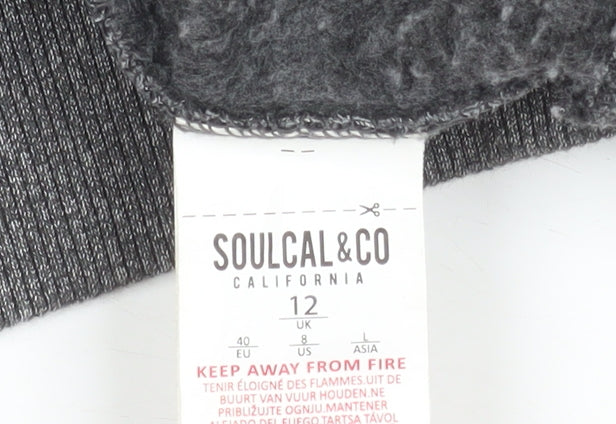 SOULCAL&CO
CALIFORNIA
12
UK
40 8 L
EU US ASIA
KEEP AWAY FROM FIRE
TENIR ÉLOIGNÉ DES FLAMMES.UIT DE
BUURT VAN VUUR HOUDEN.NE
PRIBLIŽUJTE OGNJU.MANTENER
ALEJADO DEL FUEGO.TARTSA TÁVOL